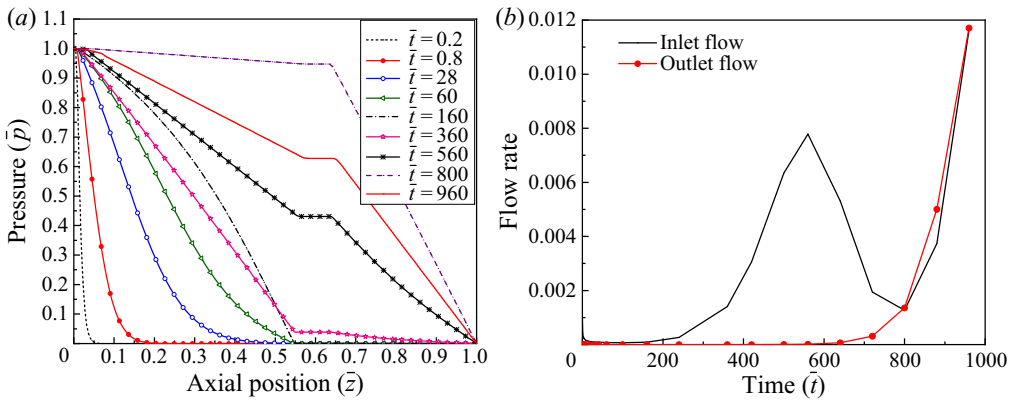 (a)
1.1
1.0
0.9
0.8
0.7
0.6
0.5
0.4
0.3
0.2
0.1
0
0.1
0.2
0.3
0.4
0.5
0.6
0.7
0.8
0.9
1.0
Pressure (p̄)
Axial position (z̄)
t̄ = 0.2
t̄ = 0.8
t̄ = 28
t̄ = 60
t̄ = 160
t̄ = 360
t̄ = 560
t̄ = 800
t̄ = 960
(b)
0.012
0.010
0.008
0.006
0.004
0.002
0
200
400
600
800
1000
Flow rate
Time (t̄)
Inlet flow
Outlet flow